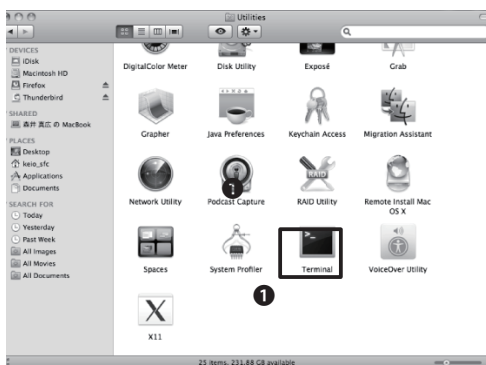 Utilities
DEVICES
iDisk
Macintosh HD
Firefox
Thunderbird
SHARED
森井 真広 の MacBook
PLACES
Desktop
keio_sfc
Applications
Documents
SEARCH FOR
Today
Yesterday
Past Week
All Images
All Movies
All Documents
DigitalColor Meter
Disk Utility
Exposé
Grab
Grapher
Java Preferences
Keychain Access
Migration Assistant
Network Utility
Podcast Capture
RAID
RAID Utility
Remote Install Mac OS X
Spaces
System Profiler
Terminal
VoiceOver Utility
1
X
X11
25 items, 231.88 GB available